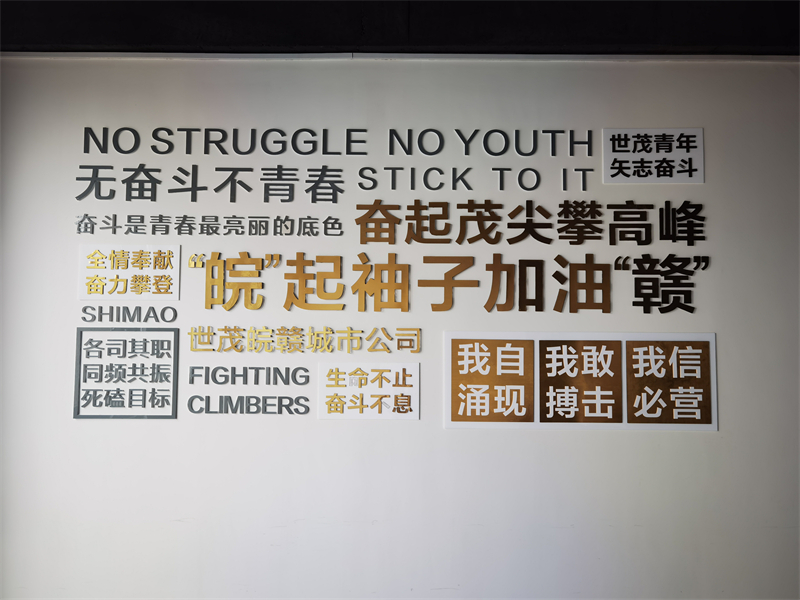 NO STRUGGLE NO YOUTH
世茂青年
矢志奋斗
无奋斗不青春
STICK TO IT
奋斗是青春最亮丽的底色
奋起茂尖攀高峰
全情奉献
奋力攀登
“皖”起袖子加油“赣”
SHIMAO
世茂皖赣城市公司
各司其职
同频共振
死磕目标
FIGHTING
CLIMBERS
生命不止
奋斗不息
我自
涌现
我敢
搏击
我信
必营